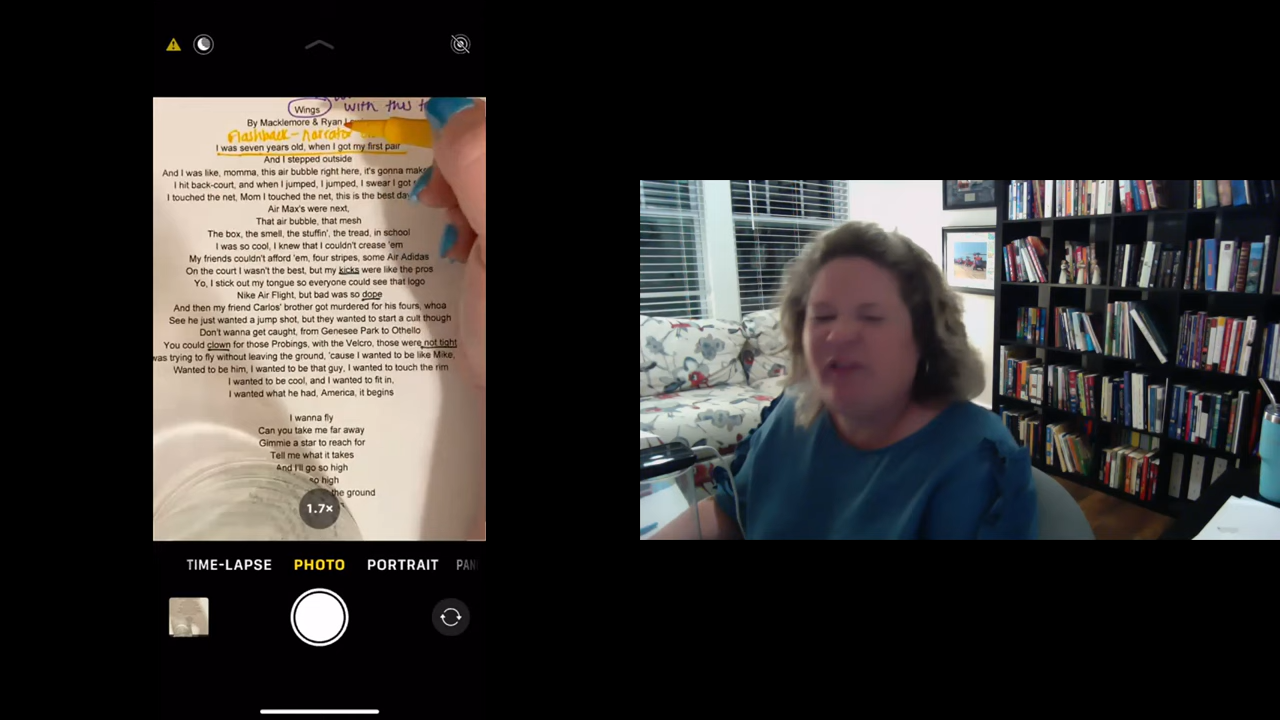 with this
Wings
By Macklemore & Ryan
Flashback - narrator
I was seven years old, when I got my first pair
And I stepped outside
And I was like, momma, this air bubble right here, it's gonna
I hit back-court, and when I jumped, I jumped, I swear I got
I touched the net, Mom I touched the net, this is the best
Air Max's were next,
That air bubble, that mesh
The box, the smell, the stuffin', the tread, in school
I was so cool, I knew that I couldn't crease 'em
My friends couldn't afford 'em, four stripes, some Air Adidas
On the court I wasn't the best, but my kicks were like the pros
Yo, I stick out my tongue so everyone could see that logo
Nike Air Flight, but bad was so dope
And then my friend Carlos' brother got murdered for his fours, whoa
See he just wanted a jump shot, but they wanted to start a cult though
Don't wanna get caught, from Genesee Park to Othello
You could clown for those Probings, with the Velcro, those were not tight
was trying to fly without leaving the ground, 'cause I wanted to be like Mike,
Wanted to be him, I wanted to be that guy, I wanted to touch the rim
I wanted to be cool, and I wanted to fit in,
I wanted what he had, America, it begins
I wanna fly
Can you take me far away
Gimmie a star to reach for
Tell me what it takes
And I'll go so high
so high
the ground
1.7×
TIME-LAPSE PHOTO PORTRAIT